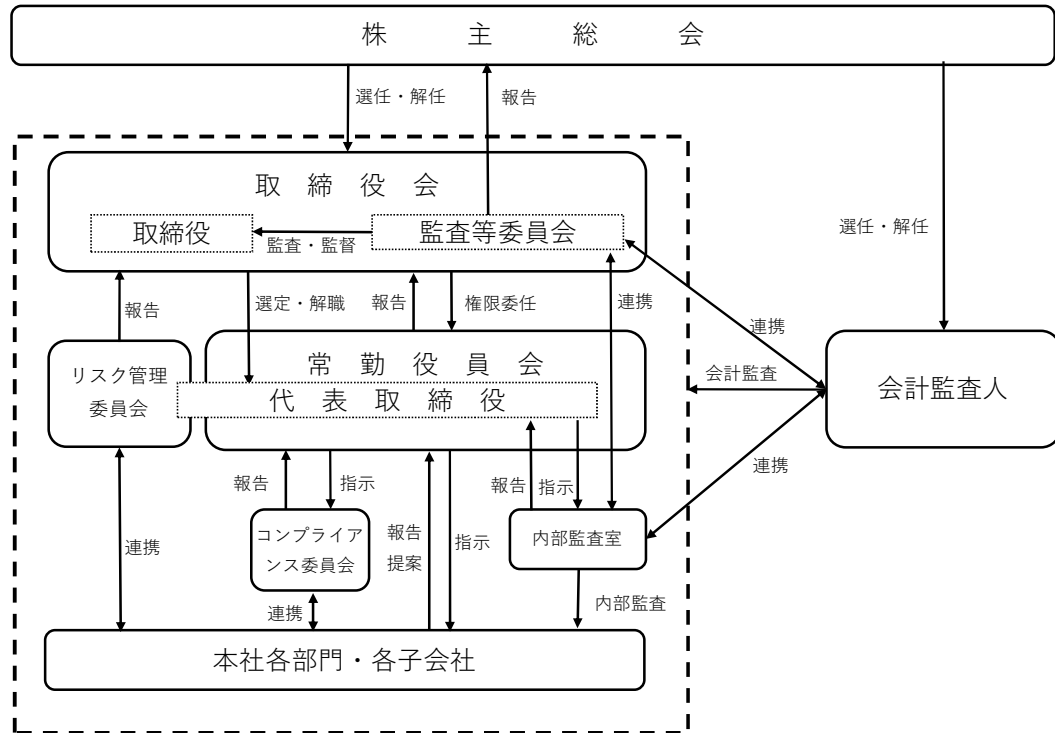 株主総会
選任・解任
報告
取締役会
取締役
監査等委員会
監査・監督
選任・解任
報告
選定・解職
報告
権限委任
連携
連携
リスク管理
委員会
常勤役員会
代表取締役
会計監査
会計監査人
連携
報告
指示
報告
指示
連携
コンプライア
ンス委員会
報告
提案
指示
内部監査室
連携
内部監査
本社各部門・各子会社